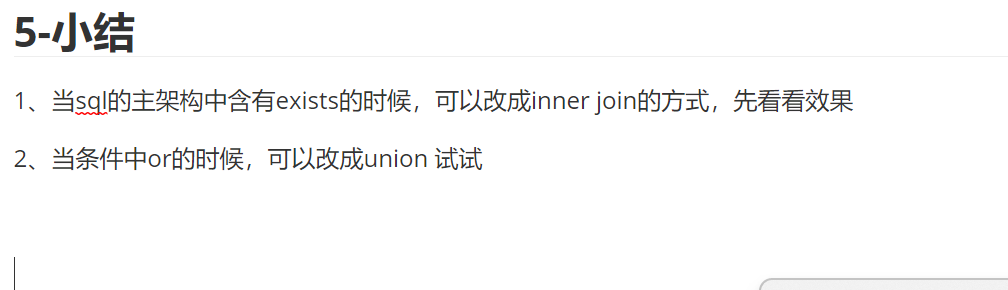 5-小结
1、当sql的主架构中含有exists的时候，可以改成inner join的方式，先看看效果
2、当条件中or的时候，可以改成union 试试